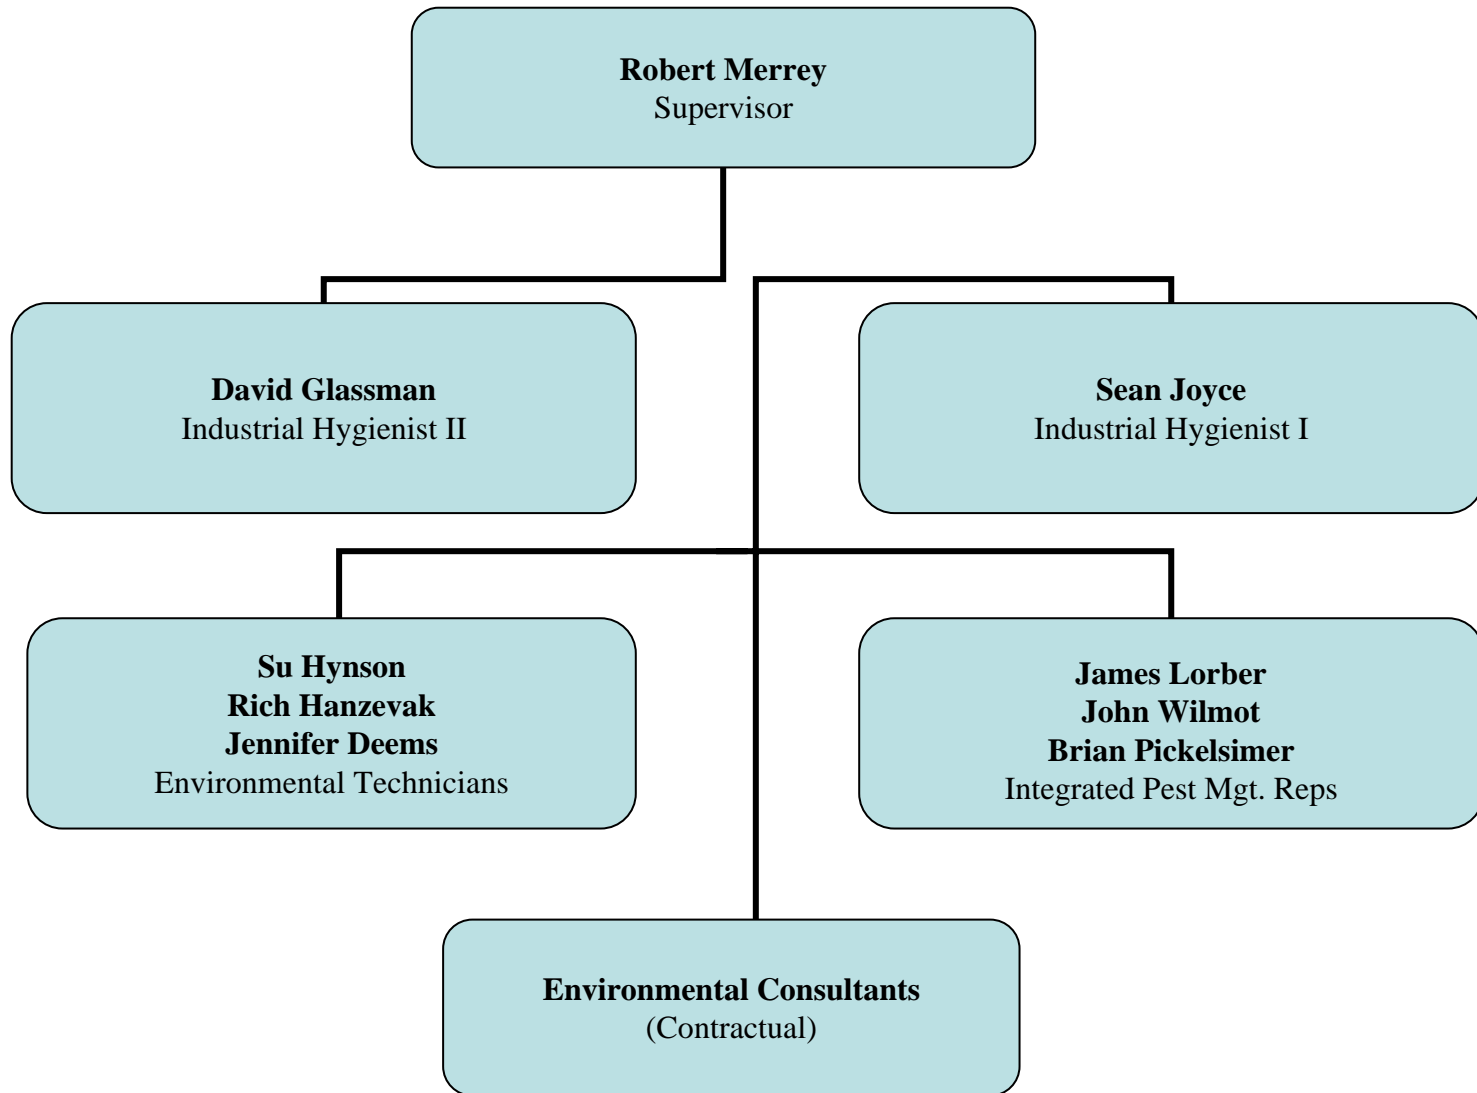 Robert Merrey
Supervisor
David Glassman
Industrial Hygienist II
Sean Joyce
Industrial Hygienist I
Su Hynson
Rich Hanzevak
Jennifer Deems
Environmental Technicians
James Lorber
John Wilmot
Brian Pickelsimer
Integrated Pest Mgt. Reps
Environmental Consultants
(Contractual)